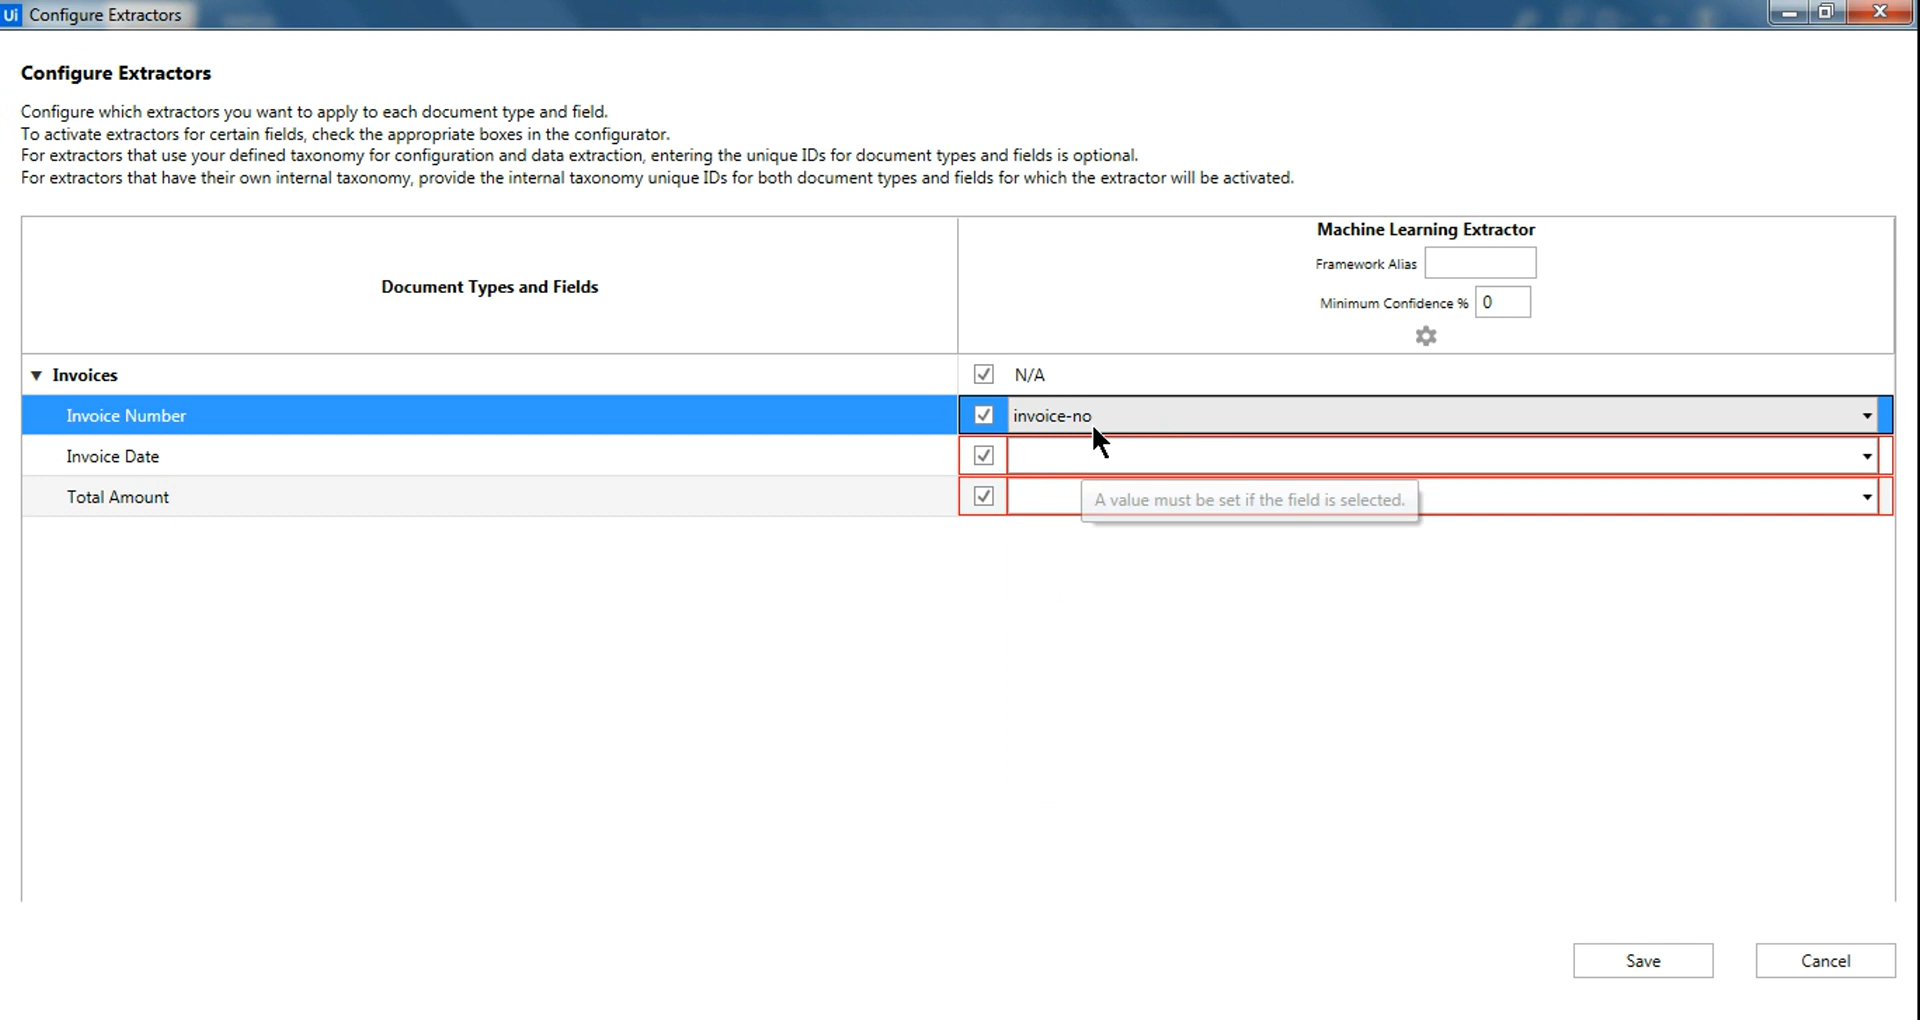 Ui Configure Extractors
Configure Extractors
Configure which extractors you want to apply to each document type and field.
To activate extractors for certain fields, check the appropriate boxes in the configurator.
For extractors that use your defined taxonomy for configuration and data extraction, entering the unique IDs for document types and fields is optional.
For extractors that have their own internal taxonomy, provide the internal taxonomy unique IDs for both document types and fields for which the extractor will be activated.
Document Types and Fields
Machine Learning Extractor
Framework Alias
Minimum Confidence % 0
Invoices N/A
Invoice Number invoice-no
Invoice Date
Total Amount
A value must be set if the field is selected.
Save Cancel